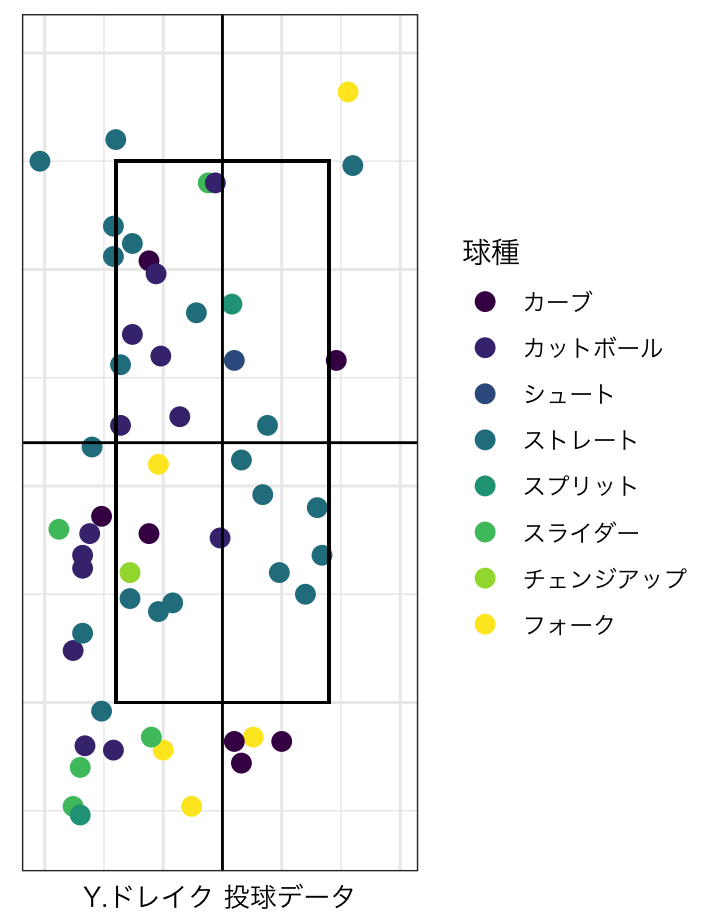 球種
カーブ
カットボール
シュート
ストレート
スプリット
スライダー
チェンジアップ
フォーク
Y.ドレイク 投球データ